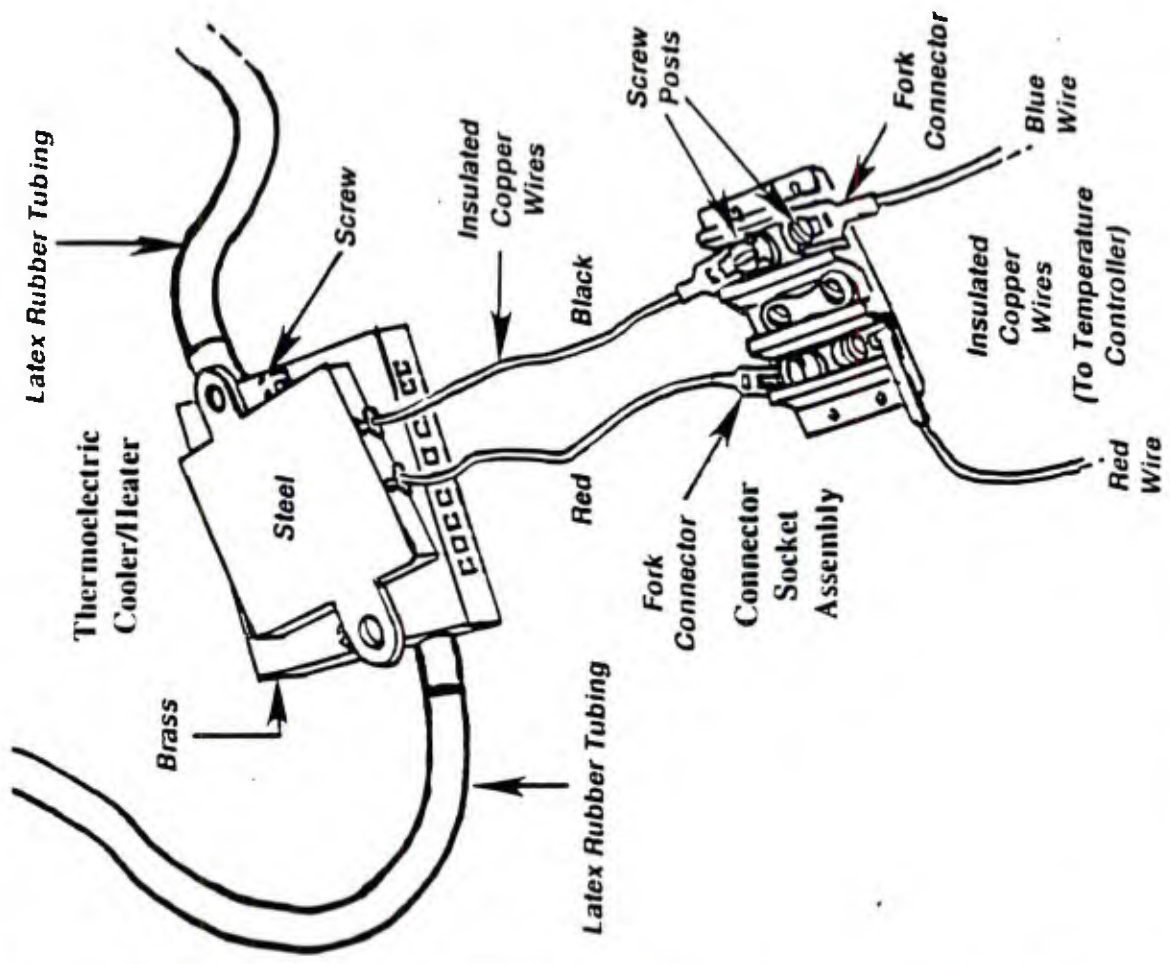 Latex Rubber Tubing
Thermoelectric
Cooler/Heater
Screw
Steel
Brass
Insulated
Copper
Wires
Black
Red
Latex Rubber Tubing
Screw
Posts
Fork
Connector
Fork
Connector
Connector
Socket
Assembly
Blue
Wire
Insulated
Copper
Wires
(To Temperature
Controller)
Red
Wire